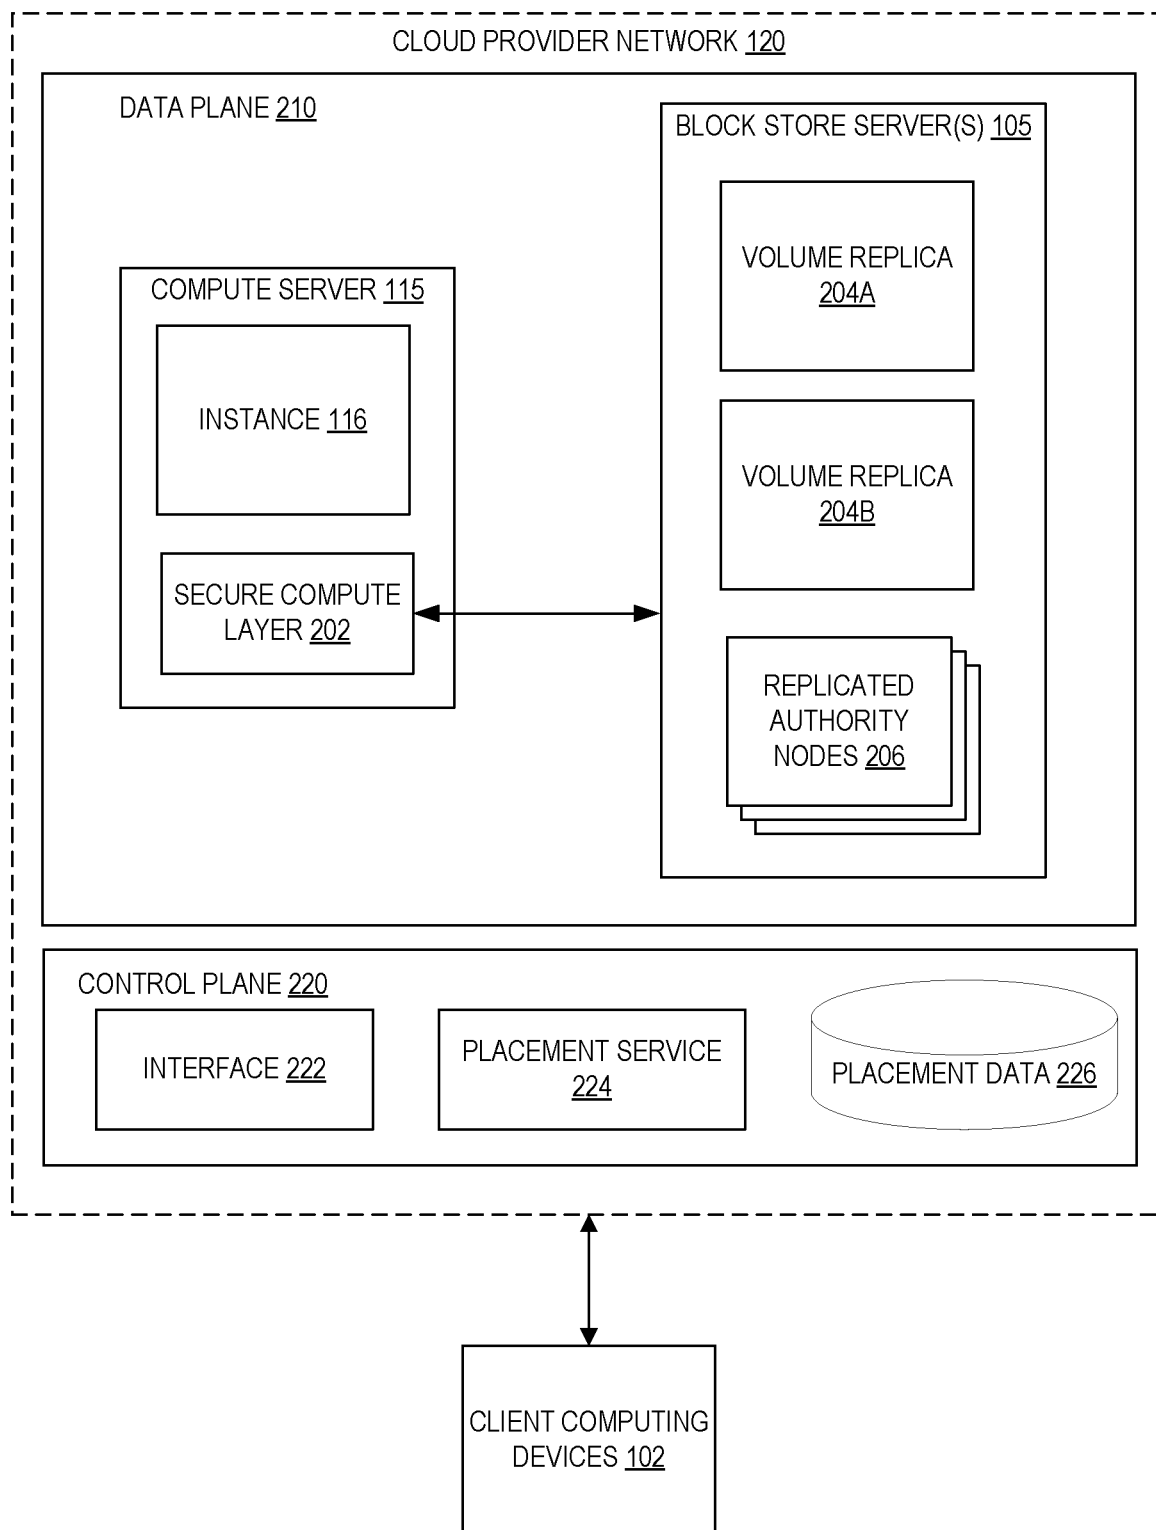 CLOUD PROVIDER NETWORK 120
DATA PLANE 210
BLOCK STORE SERVER(S) 105
VOLUME REPLICA
204A
COMPUTE SERVER 115
INSTANCE 116
VOLUME REPLICA
204B
SECURE COMPUTE
LAYER 202
REPLICATED
AUTHORITY
NODES 206
CONTROL PLANE 220
INTERFACE 222
PLACEMENT SERVICE
224
PLACEMENT DATA 226
CLIENT COMPUTING
DEVICES 102